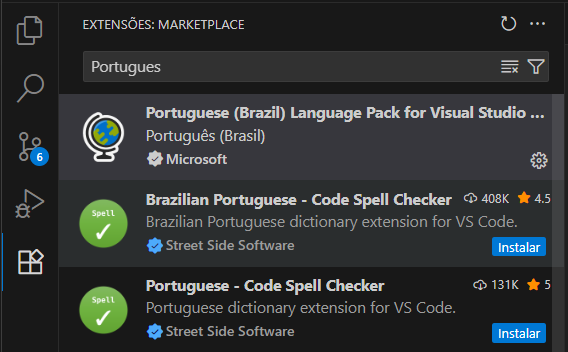 EXTENSÕES: MARKETPLACE
Portugues
Portuguese (Brazil) Language Pack for Visual Studio ...
Português (Brasil)
Microsoft
6
Spell
Brazilian Portuguese - Code Spell Checker 408K 4.5
Brazilian Portuguese dictionary extension for VS Code.
Street Side Software Instalar
Spell
Portuguese - Code Spell Checker 131K 5
Portuguese dictionary extension for VS Code.
Street Side Software Instalar